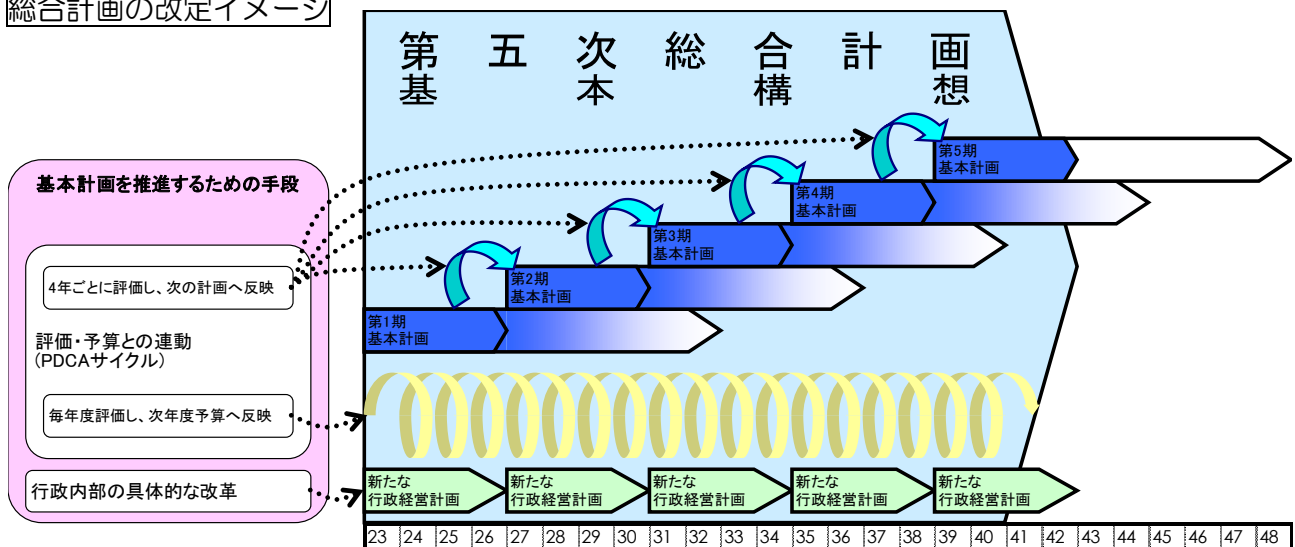 総合計画の改定イメージ
第五次総合計画
基本構想
基本計画を推進するための手段
4年ごとに評価し、次の計画へ反映
評価・予算との連動
(PDCAサイクル)
毎年度評価し、次年度予算へ反映
行政内部の具体的な改革
第5期
基本計画
第4期
基本計画
第3期
基本計画
第2期
基本計画
第1期
基本計画
新たな
行政経営計画
新たな
行政経営計画
新たな
行政経営計画
新たな
行政経営計画
新たな
行政経営計画
23 24 25 26 27 28 29 30 31 32 33 34 35 36 37 38 39 40 41 42 43 44 45 46 47 48